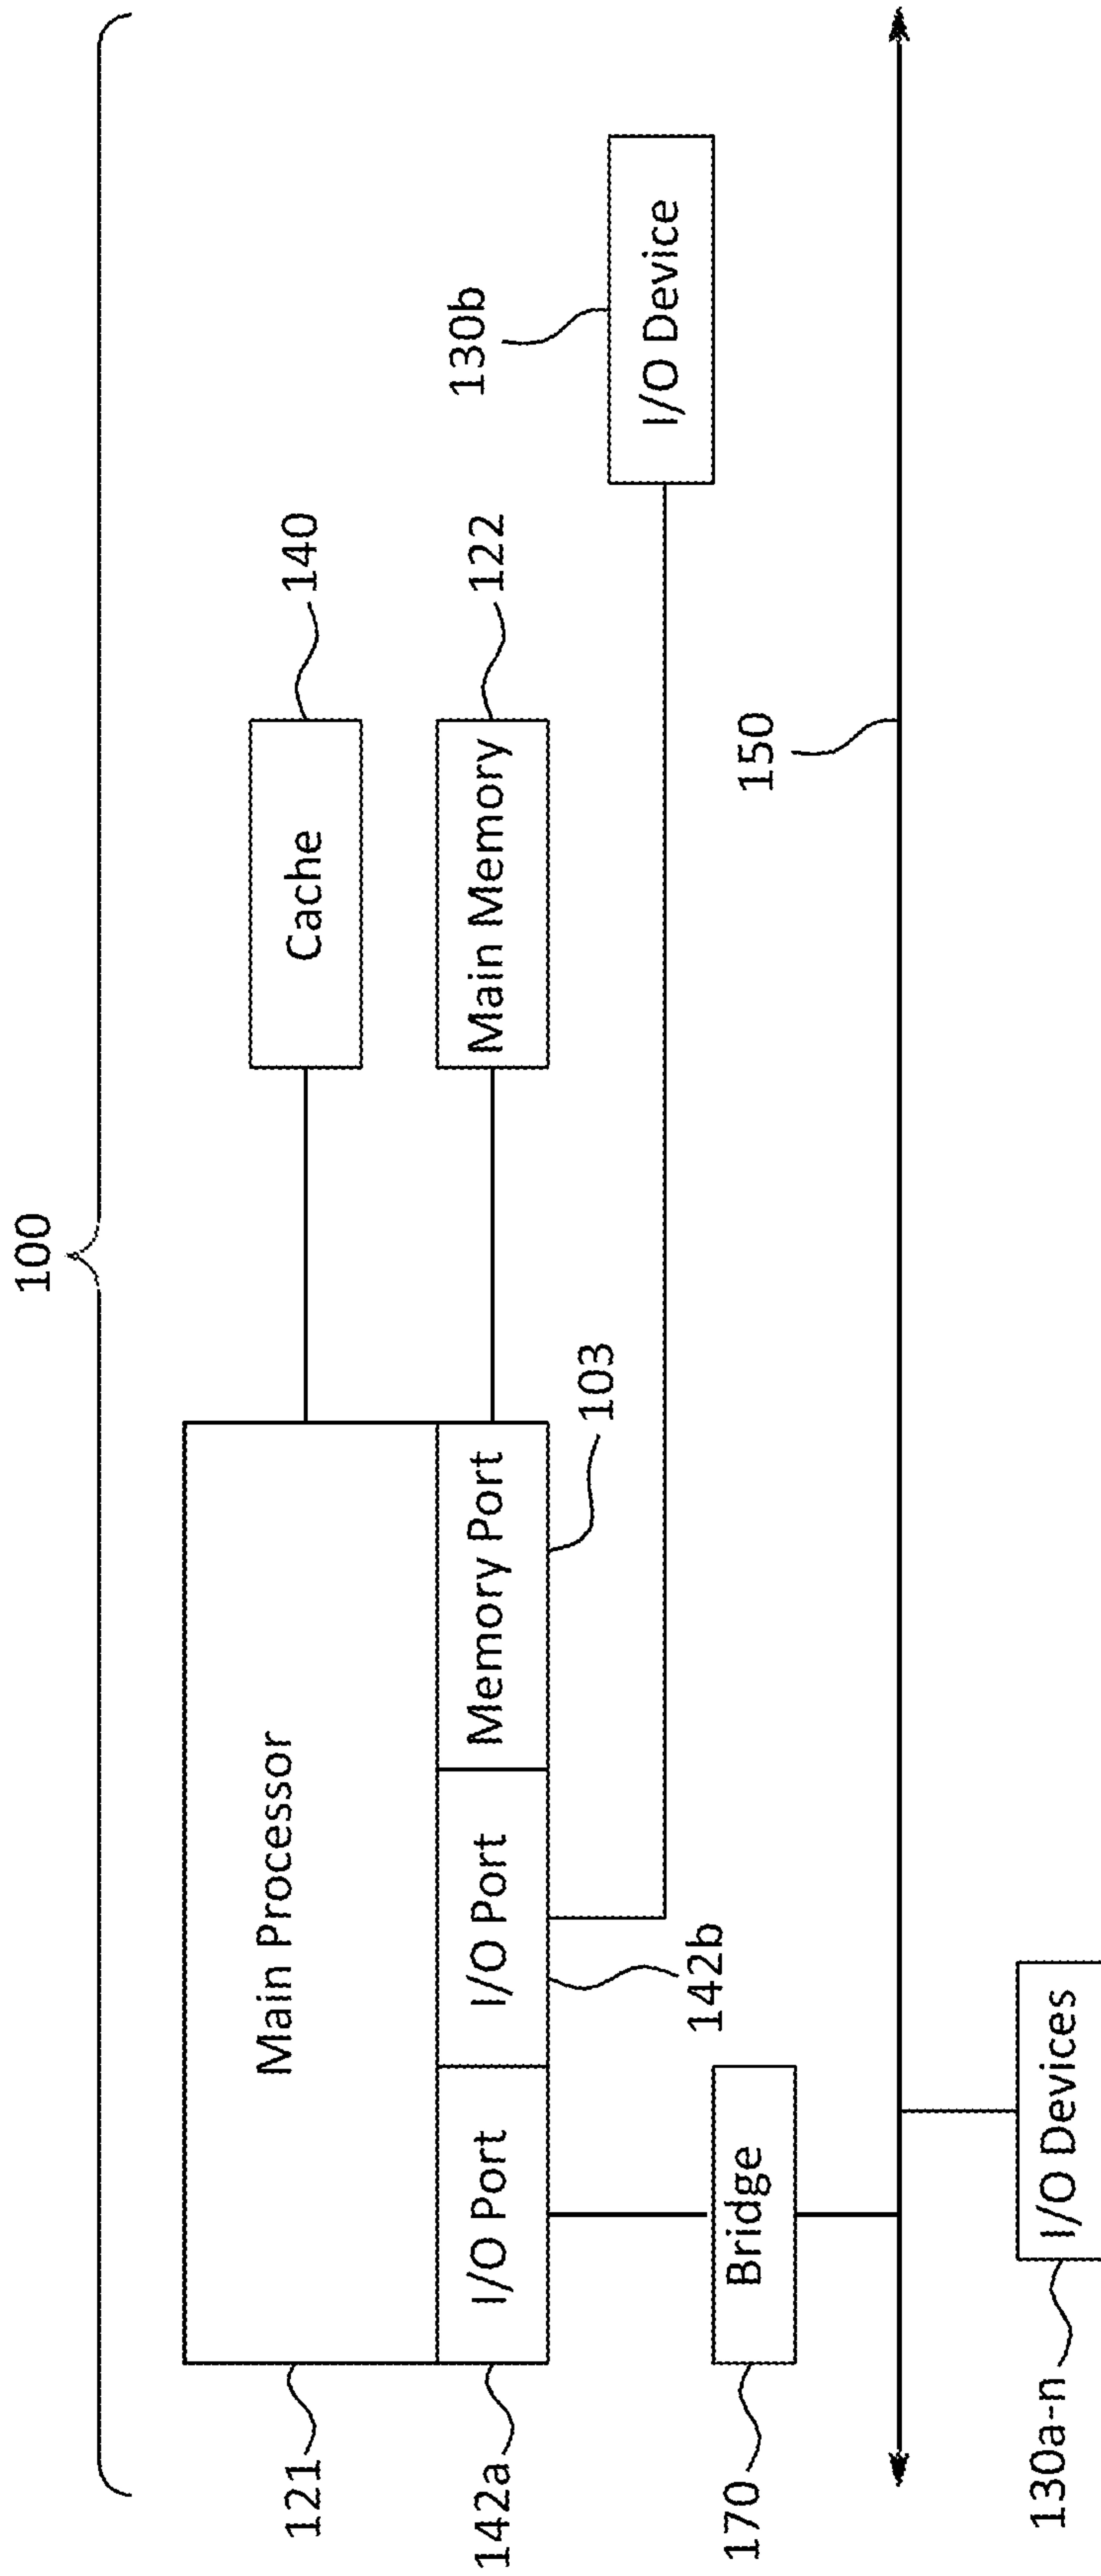 100
121
Main Processor
Cache
140
142a
I/O Port
I/O Port
Memory Port
Main Memory
122
103
142b
130b
I/O Device
170
Bridge
150
130a-n
I/O Devices